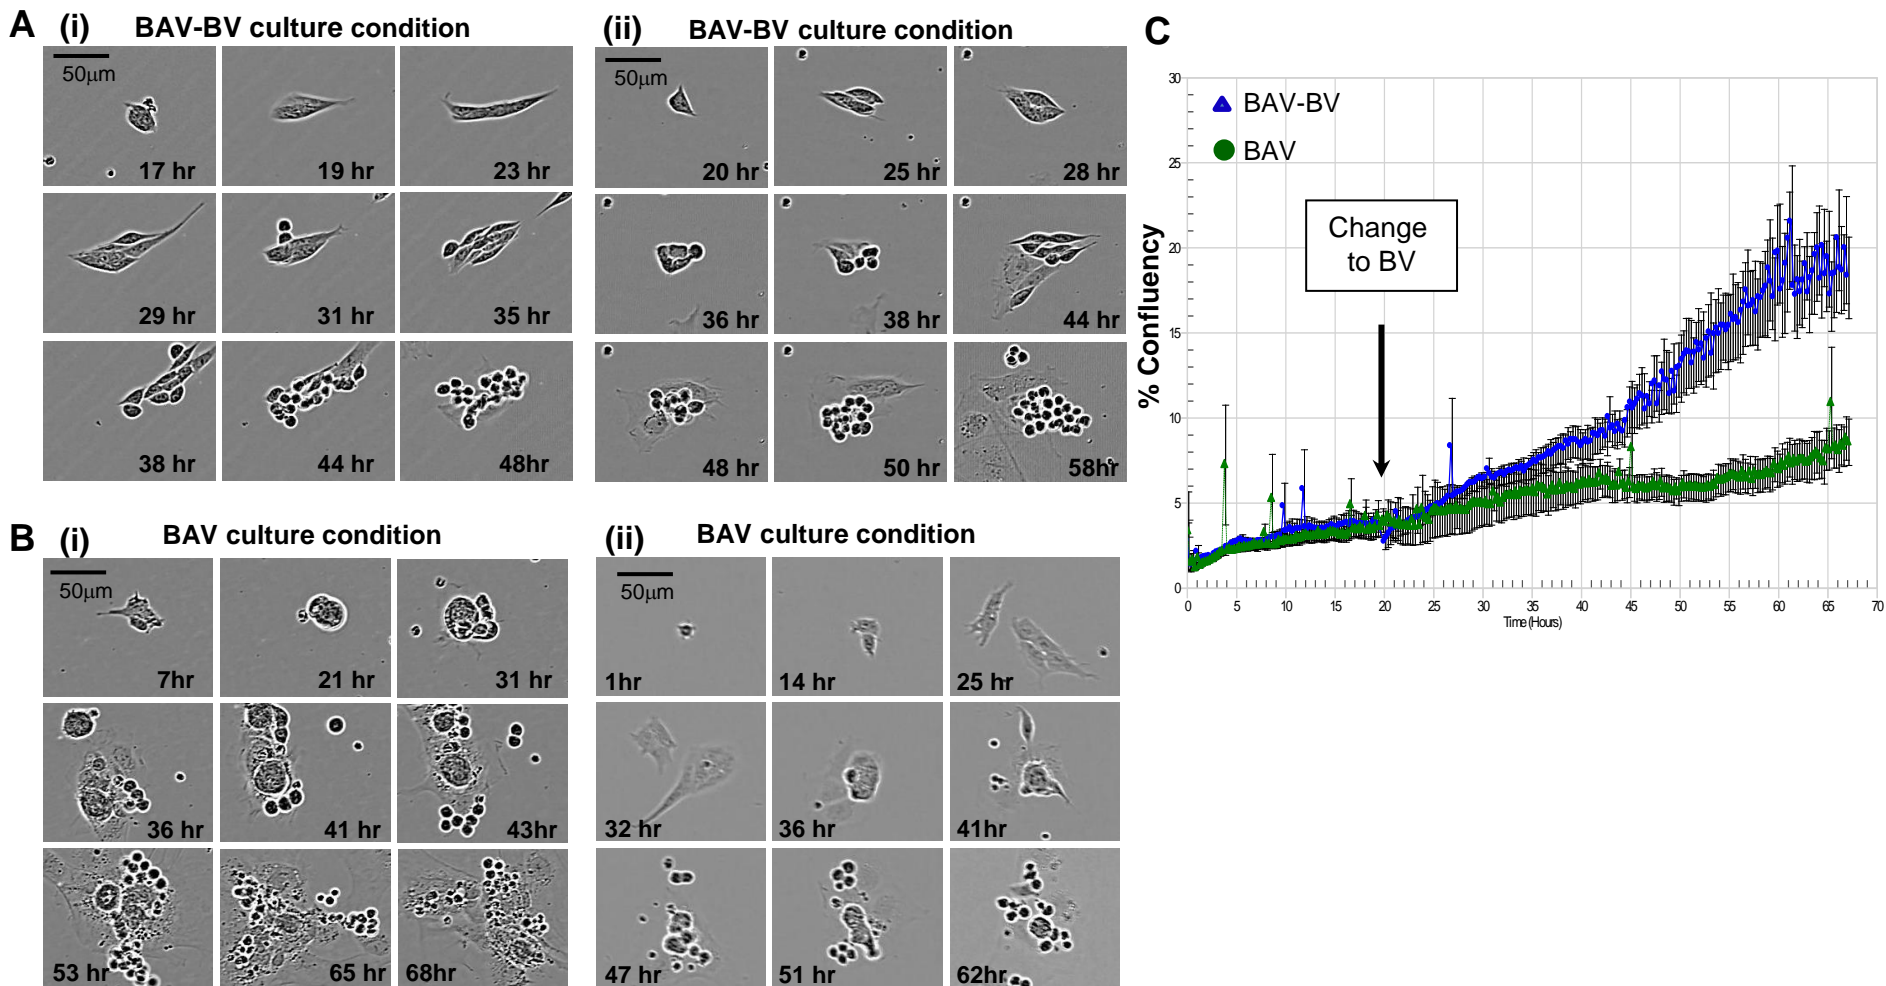 A (i) BAV-BV culture condition
50μm
17 hr
19 hr
23 hr
29 hr
31 hr
35 hr
38 hr
44 hr
48hr
(ii) BAV-BV culture condition
50μm
20 hr
25 hr
28 hr
36 hr
38 hr
44 hr
48 hr
50 hr
58hr
B (i) BAV culture condition
50μm
7hr
21 hr
31 hr
36 hr
41 hr
43hr
53 hr
65 hr
68hr
(ii) BAV culture condition
50μm
1hr
14 hr
25 hr
32 hr
36 hr
41hr
47 hr
51 hr
62hr
C
BAV-BV
BAV
Change
to BV
% Confluency
30
25
20
15
10
5
0
0 5 10 15 20 25 30 35 40 45 50 55 60 65 70
Time (Hours)